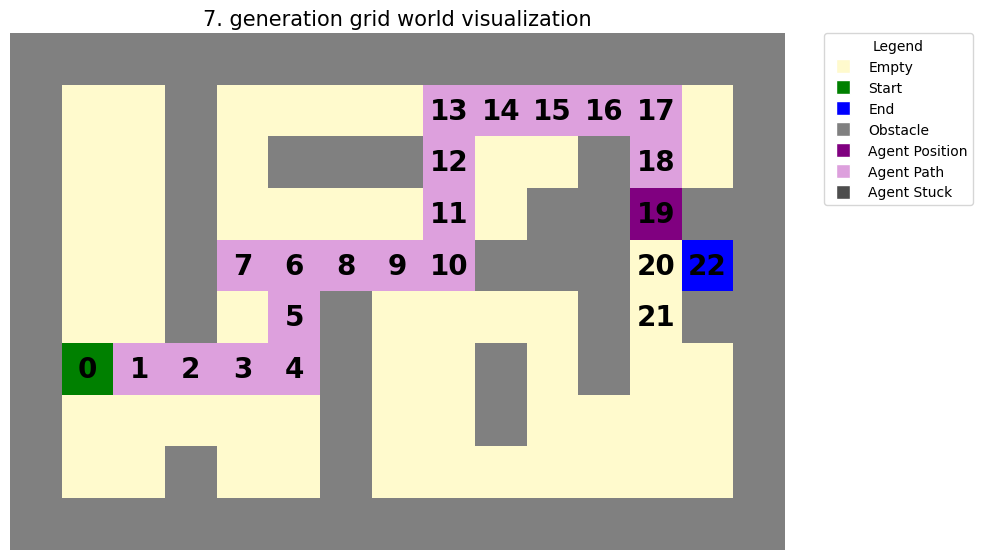 7. generation grid world visualization
13 14 15 16 17
12 18
11 19
7 6 8 9 10 20 22
5 21
0 1 2 3 4
Legend
Empty
Start
End
Obstacle
Agent Position
Agent Path
Agent Stuck